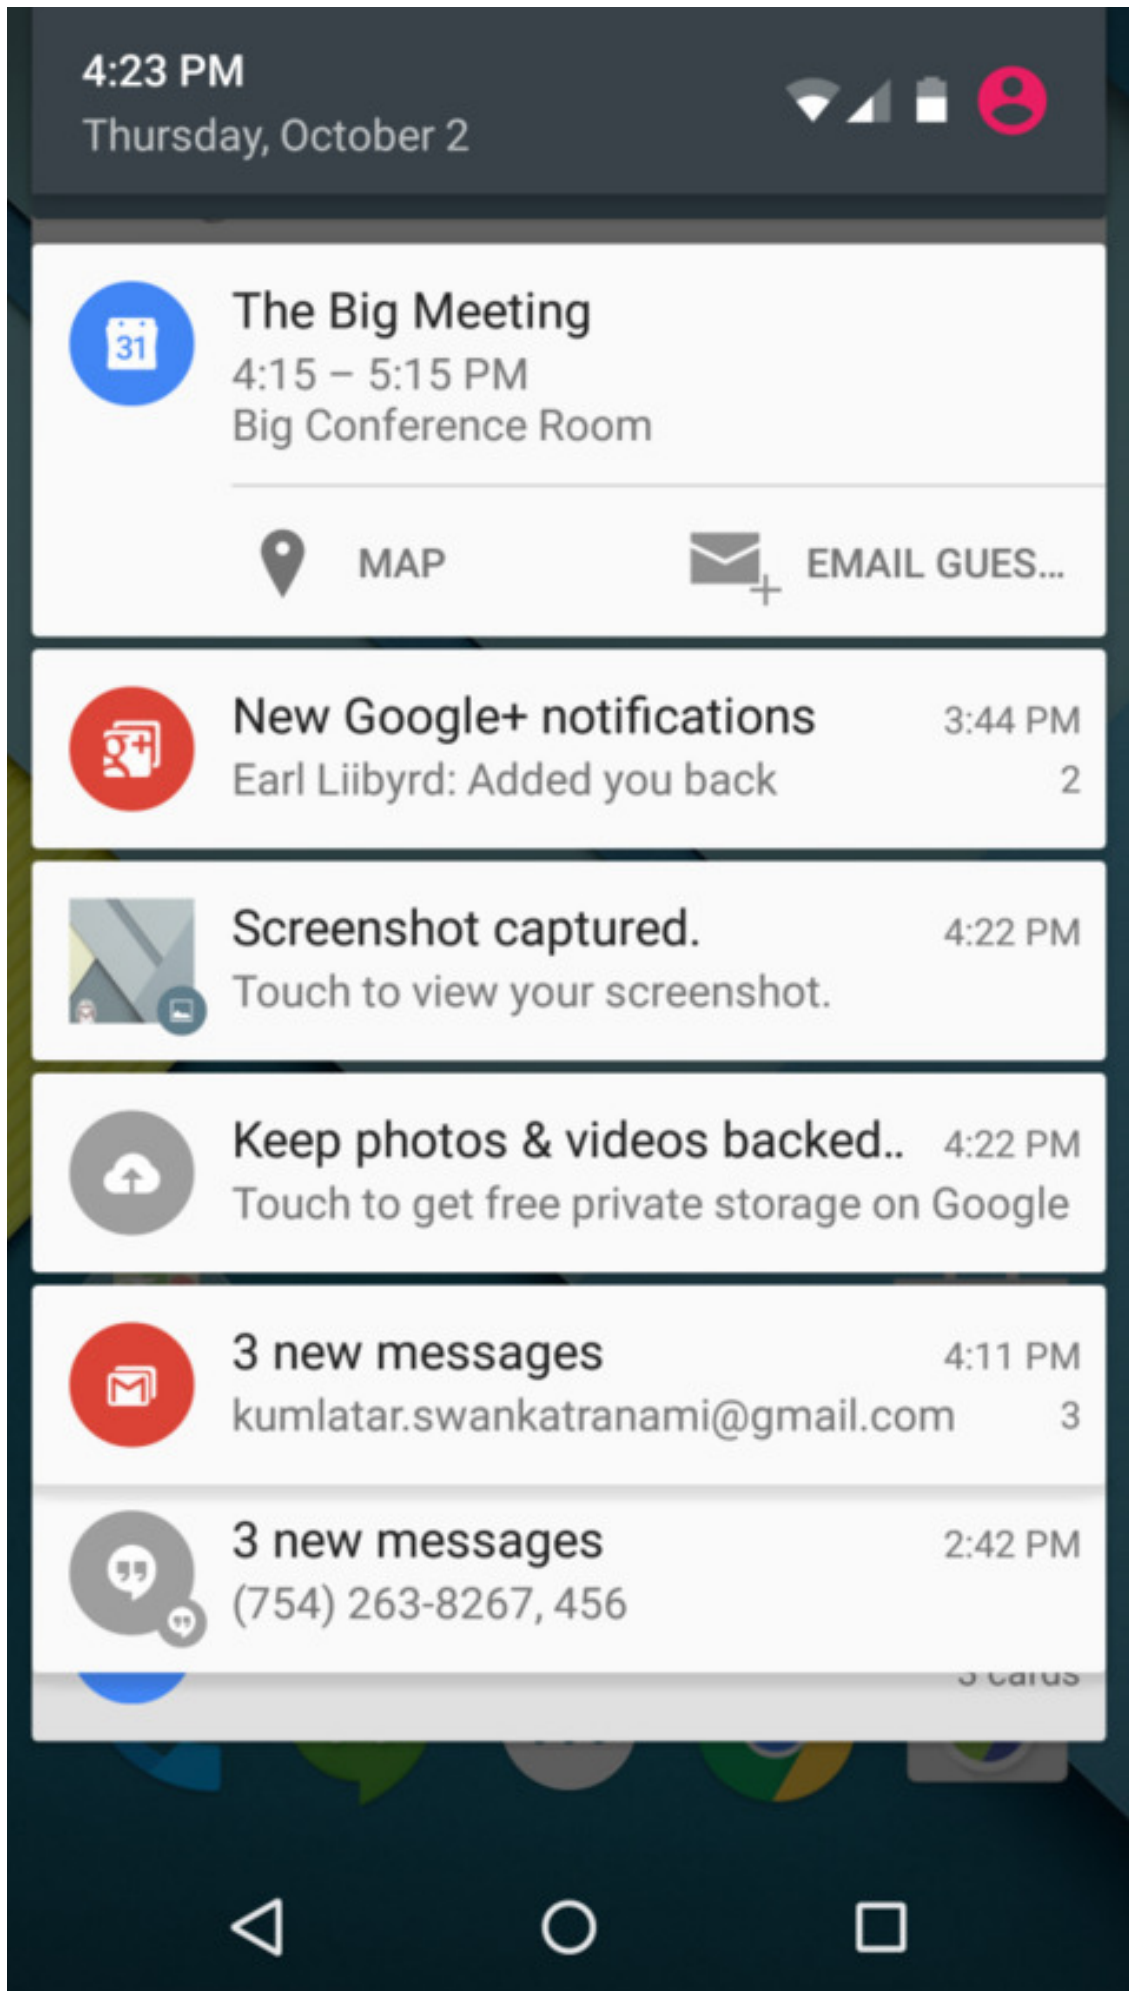 4:23 PM
Thursday, October 2
31
The Big Meeting
4:15 – 5:15 PM
Big Conference Room
MAP
EMAIL GUES...
New Google+ notifications 3:44 PM
Earl Liibyrd: Added you back 2
Screenshot captured. 4:22 PM
Touch to view your screenshot.
Keep photos & videos backed.. 4:22 PM
Touch to get free private storage on Google
3 new messages 4:11 PM
kumlatar.swankatranami@gmail.com 3
3 new messages 2:42 PM
(754) 263-8267, 456
3 cards